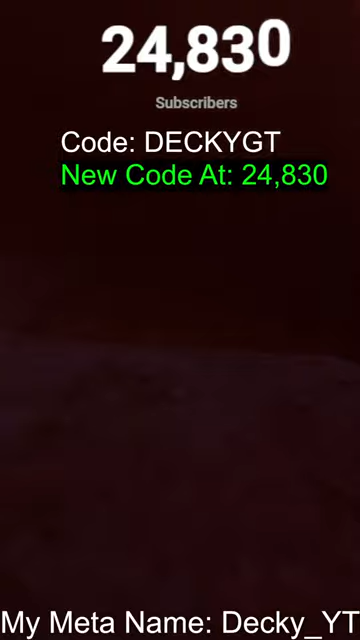 24,830
Subscribers
Code: DECKYGT
New Code At: 24,830
My Meta Name: Decky_YT